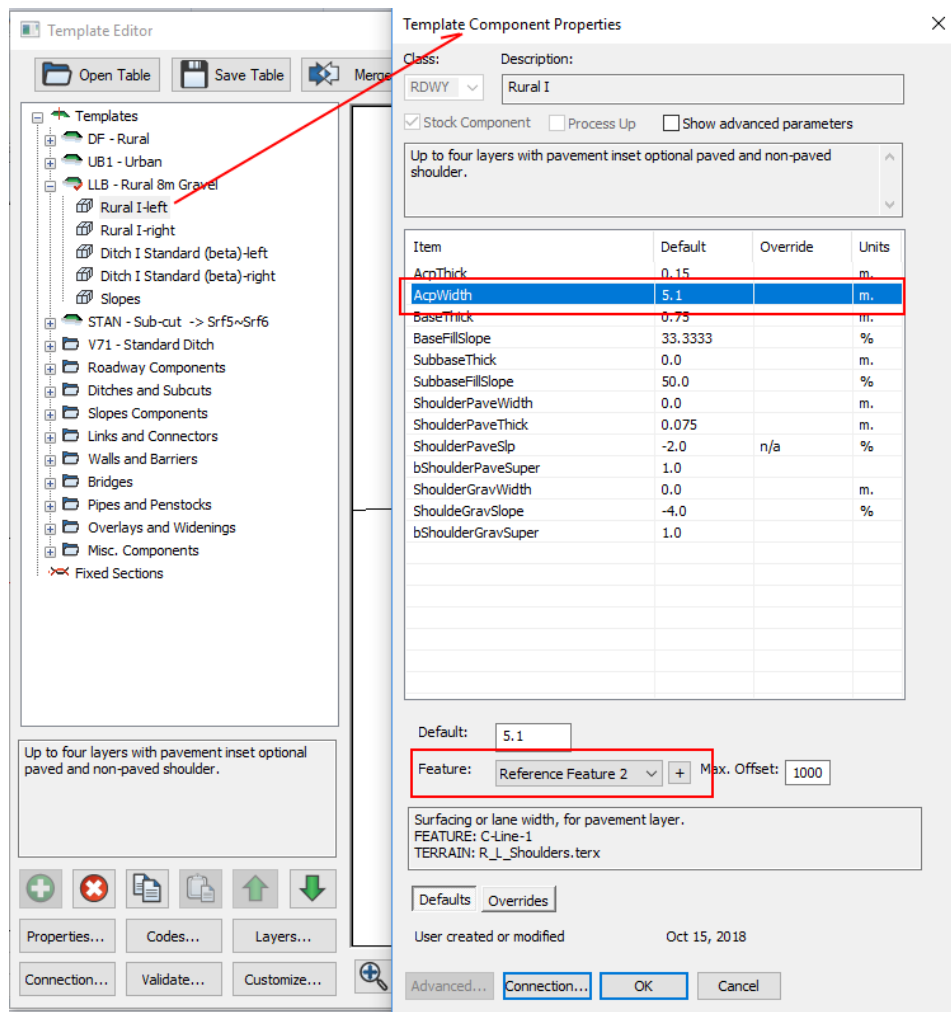 Template Editor
Open Table
Save Table
Merge
Templates
DF - Rural
UB1 - Urban
LLB - Rural 8m Gravel
Rural I-left
Rural I-right
Ditch I Standard (beta)-left
Ditch I Standard (beta)-right
Slopes
STAN - Sub-cut -> Srf5~Srf6
V71 - Standard Ditch
Roadway Components
Ditches and Subcuts
Slopes Components
Links and Connectors
Walls and Barriers
Bridges
Pipes and Penstocks
Overlays and Widenings
Misc. Components
Fixed Sections
Up to four layers with pavement inset optional
paved and non-paved shoulder.
Properties... Codes... Layers...
Connection... Validate... Customize...
Template Component Properties
Class: Description:
RDWY Rural I
Stock Component Process Up Show advanced parameters
Up to four layers with pavement inset optional paved and non-paved
shoulder.
Item Default Override Units
AcpThick 0.15 m.
AcpWidth 5.1 m.
BaseThick 0.75 m.
BaseFillSlope 33.3333 %
SubbaseThick 0.0 m.
SubbaseFillSlope 50.0 %
ShoulderPaveWidth 0.0 m.
ShoulderPaveThick 0.075 m.
ShoulderPaveSlp -2.0 n/a %
bShoulderPaveSuper 1.0
ShoulderGravWidth 0.0 m.
ShouldeGravSlope -4.0 %
bShoulderGravSuper 1.0
Default: 5.1
Feature: Reference Feature 2 + Max. Offset: 1000
Surfacing or lane width, for pavement layer.
FEATURE: C-Line-1
TERRAIN: R_L_Shoulders.terx
Defaults Overrides
User created or modified Oct 15, 2018
Advanced... Connection... OK Cancel